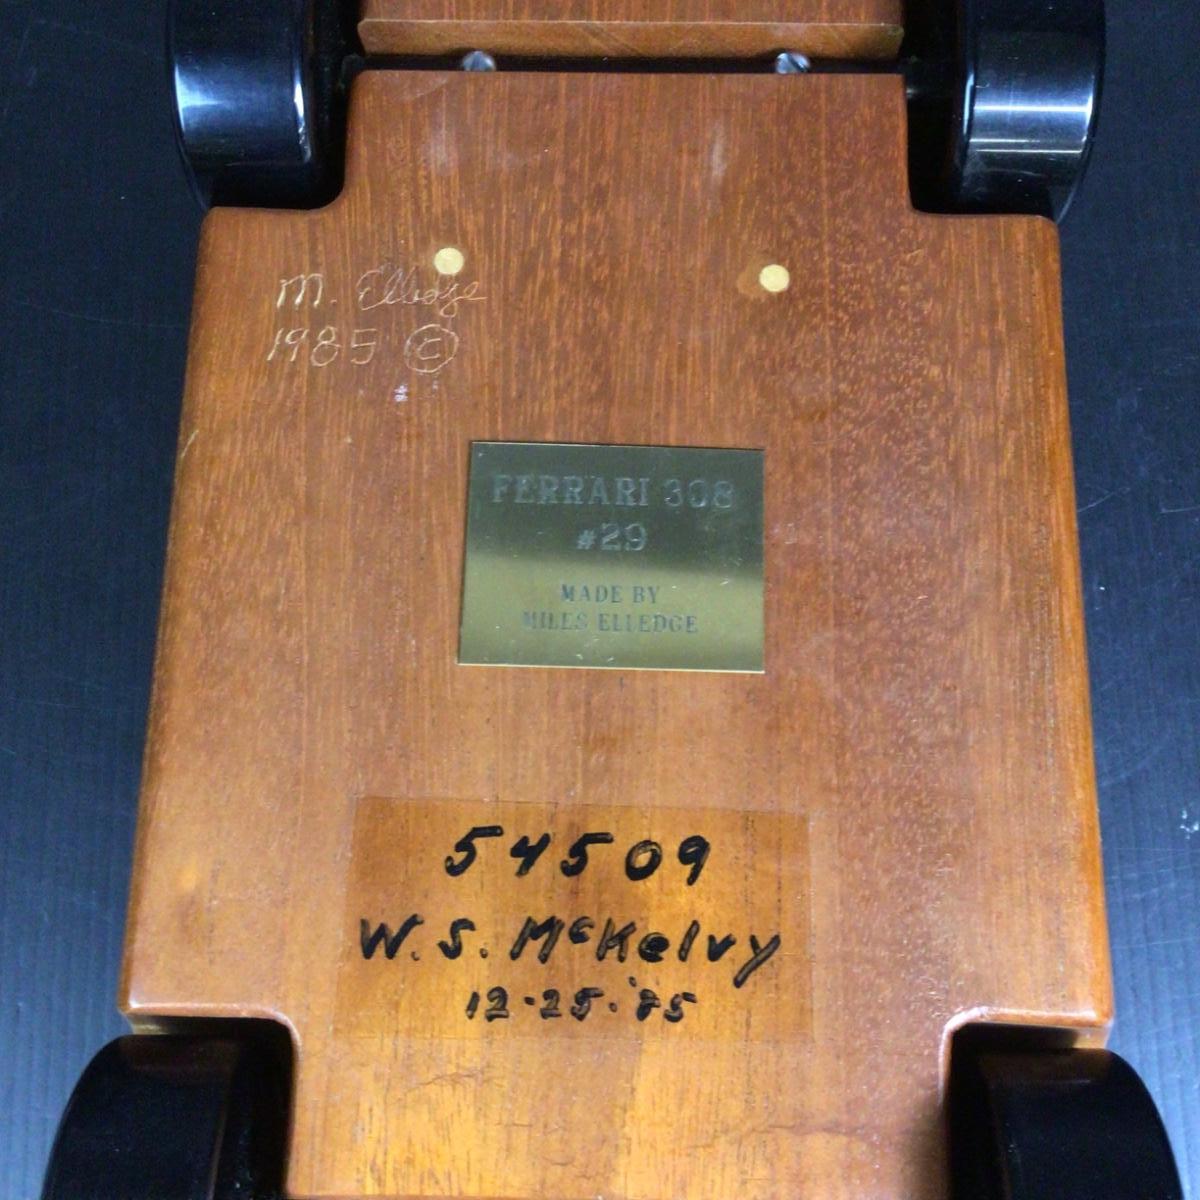 M. Elledge
1985 ©
FERRARI 308
#29
MADE BY
MILES ELLEDGE
54509
W. S. McKelvy
12-25-'85